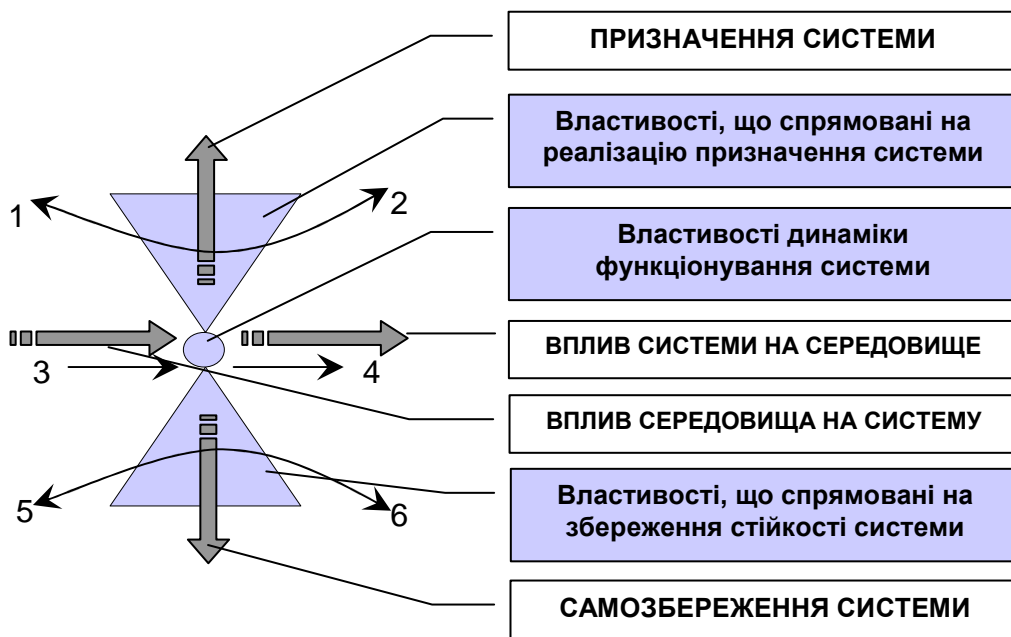 ПРИЗНАЧЕННЯ СИСТЕМИ
Властивості, що спрямовані на
реалізацію призначення системи
1
2
Властивості динаміки
функціонування системи
ВПЛИВ СИСТЕМИ НА СЕРЕДОВИЩЕ
3
4
ВПЛИВ СЕРЕДОВИЩА НА СИСТЕМУ
Властивості, що спрямовані на
збереження стійкості системи
5
6
САМОЗБЕРЕЖЕННЯ СИСТЕМИ